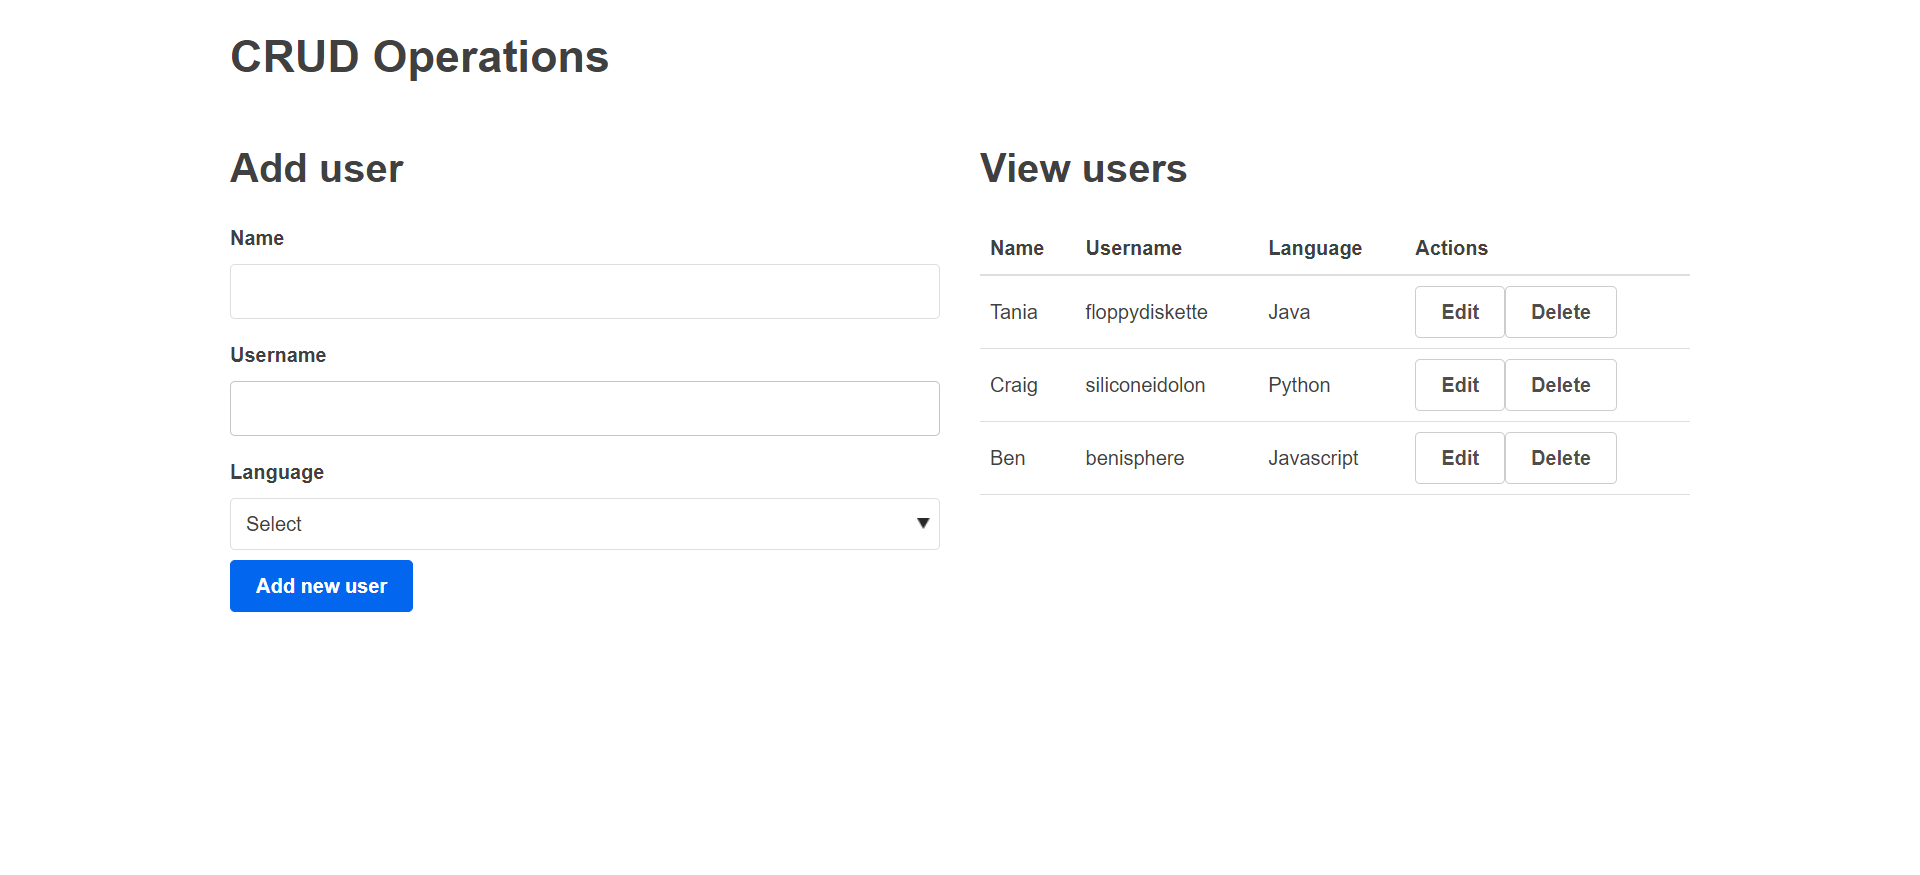 CRUD Operations
Add user
Name
Username
Language
Select
Add new user
View users
Name Username Language Actions
Tania floppydiskette Java Edit Delete
Craig siliconeidolon Python Edit Delete
Ben benisphere Javascript Edit Delete